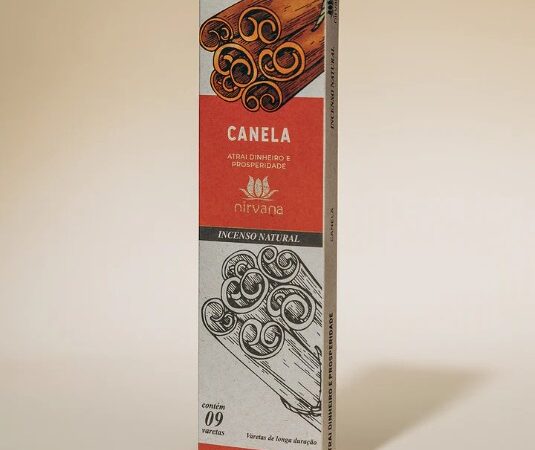 CANELA
ATRAI DINHEIRO E
PROSPERIDADE
nirvana
INCENSO NATURAL
contém
09
varetas
Varetas de longa duração
INCENSO NATURAL
CANELA
TRAI DINHEIRO E PROSPERIDADE